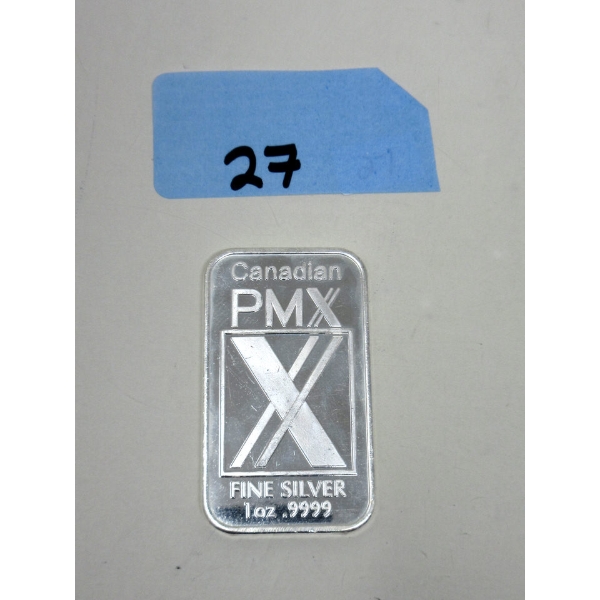 27
Canadian
PMX
X
FINE SILVER
1oz .9999